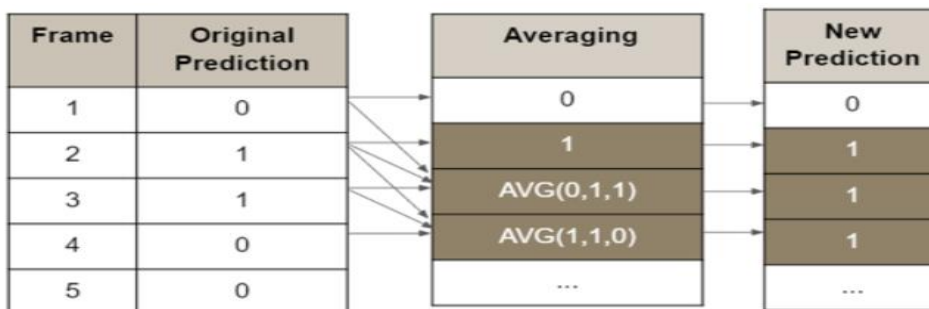 Frame Original Prediction Averaging New Prediction
1 0 0 0
2 1 1 1
3 1 AVG(0,1,1) 1
4 0 AVG(1,1,0) 1
5 0 ... ...